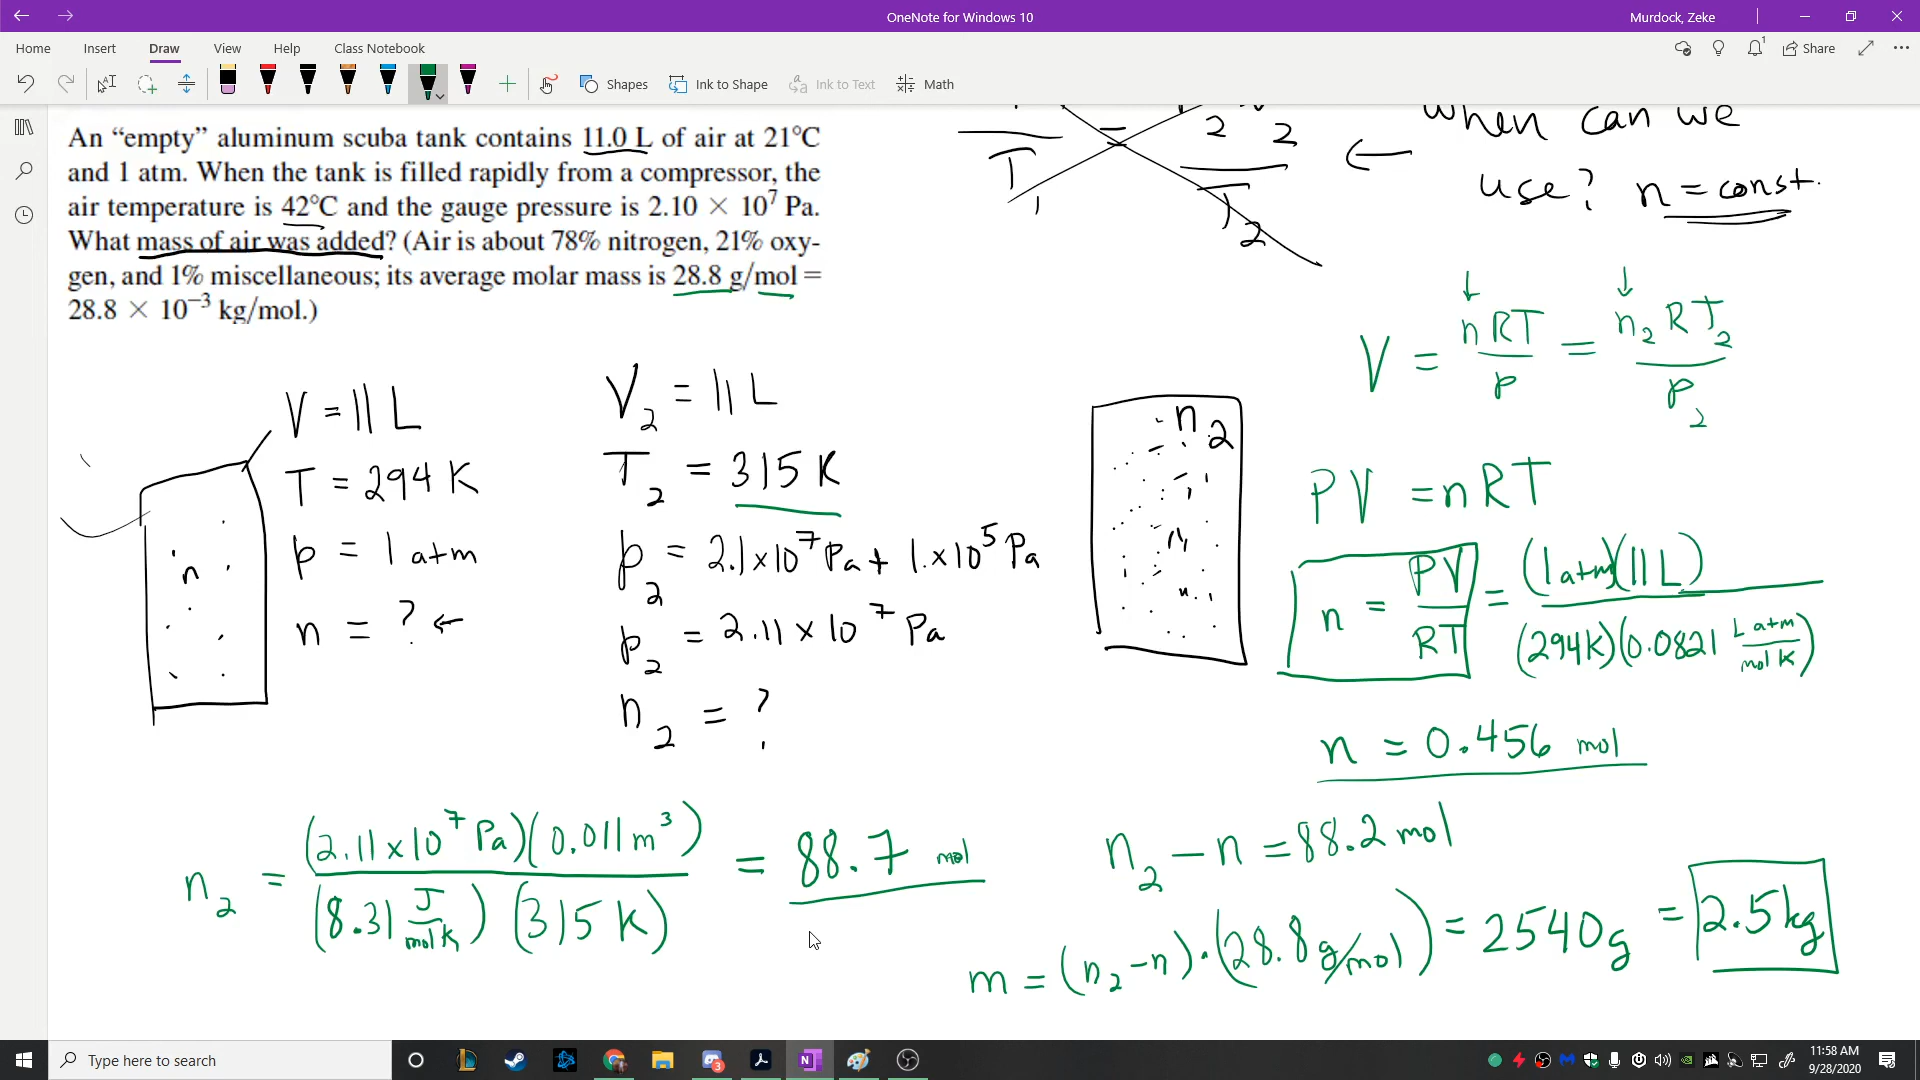 OneNote for Windows 10
Murdock, Zeke
Home Insert Draw View Help Class Notebook
Share
Shapes Ink to Shape Ink to Text Math
An “empty” aluminum scuba tank contains 11.0 L of air at 21°C
and 1 atm. When the tank is filled rapidly from a compressor, the
air temperature is 42°C and the gauge pressure is 2.10 × 10⁷ Pa.
What mass of air was added? (Air is about 78% nitrogen, 21% oxy-
gen, and 1% miscellaneous; its average molar mass is 28.8 g/mol =
28.8 × 10⁻³ kg/mol.)
When can we
use? n = const.
V = nRT/p = n₂RT₂/p₂
V = 11 L
T = 294 K
p = 1 atm
n = ? ←
n
V₂ = 11 L
T₂ = 315 K
p₂ = 2.1 × 10⁷ Pa + 1. × 10⁵ Pa
p₂ = 2.11 × 10⁷ Pa
n₂ = ?
n₂
PV = nRT
n = PV/RT = (1 atm)(11 L)/(294K)(0.0821 L atm/mol K)
n = 0.456 mol
n₂ = (2.11 × 10⁷ Pa)(0.011 m³)/(8.31 J/mol K)(315 K) = 88.7 mol
n₂ − n = 88.2 mol
m = (n₂ − n)·(28.8 g/mol) = 2540 g = 2.5 kg
Type here to search
11:58 AM
9/28/2020